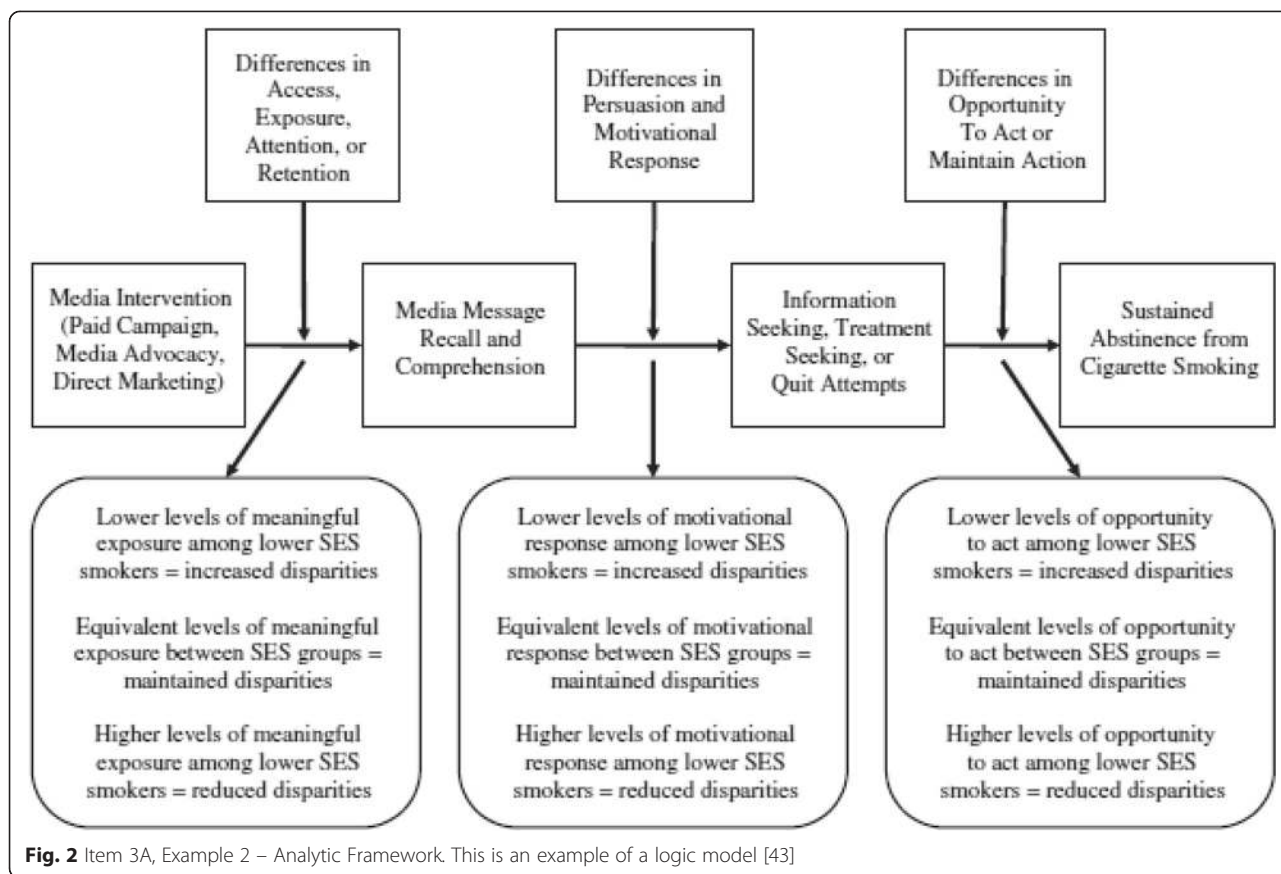 Differences in
Access,
Exposure,
Attention, or
Retention
Differences in
Persuasion and
Motivational
Response
Differences in
Opportunity
To Act or
Maintain Action
Media Intervention
(Paid Campaign,
Media Advocacy,
Direct Marketing)
Media Message
Recall and
Comprehension
Information
Seeking, Treatment
Seeking, or
Quit Attempts
Sustained
Abstinence from
Cigarette Smoking
Lower levels of meaningful
exposure among lower SES
smokers = increased disparities
Equivalent levels of meaningful
exposure between SES groups =
maintained disparities
Higher levels of meaningful
exposure among lower SES
smokers = reduced disparities
Lower levels of motivational
response among lower SES
smokers = increased disparities
Equivalent levels of motivational
response between SES groups =
maintained disparities
Higher levels of motivational
response among lower SES
smokers = reduced disparities
Lower levels of opportunity
to act among lower SES
smokers = increased disparities
Equivalent levels of opportunity
to act between SES groups =
maintained disparities
Higher levels of opportunity
to act among lower SES
smokers = reduced disparities
Fig. 2 Item 3A, Example 2 – Analytic Framework. This is an example of a logic model [43]